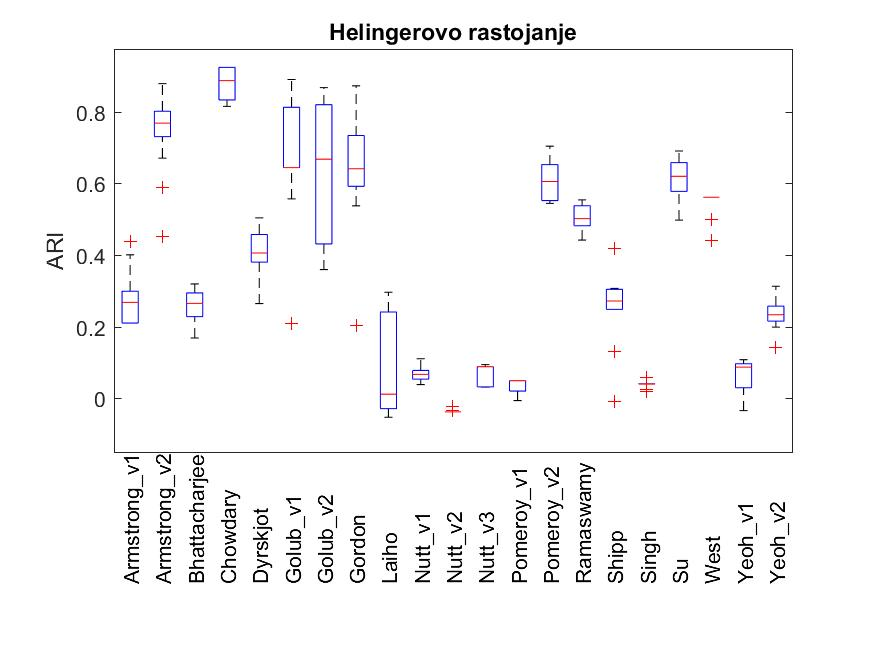 Helingerovo rastojanje
ARI
0.8
0.6
0.4
0.2
0
Armstrong_v1
Armstrong_v2
Bhattacharjee
Chowdary
Dyrskjot
Golub_v1
Golub_v2
Gordon
Laiho
Nutt_v1
Nutt_v2
Nutt_v3
Pomeroy_v1
Pomeroy_v2
Ramaswamy
Shipp
Singh
Su
West
Yeoh_v1
Yeoh_v2